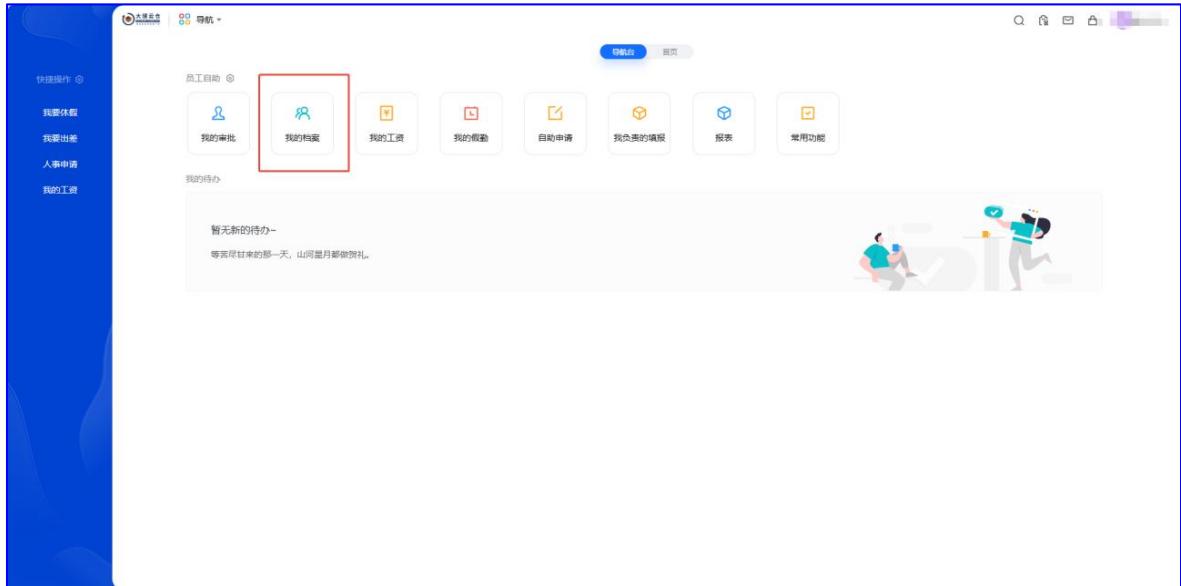 导航
导航台 首页
快捷操作
我要休假
我要出差
人事申请
我的工资
员工自助
我的审批 我的档案 我的工资 我的假勤 自助申请 我负责的填报 报表 常用功能
我的待办
暂无新的待办~
等苦尽甘来的那一天，山河星月都做贺礼。